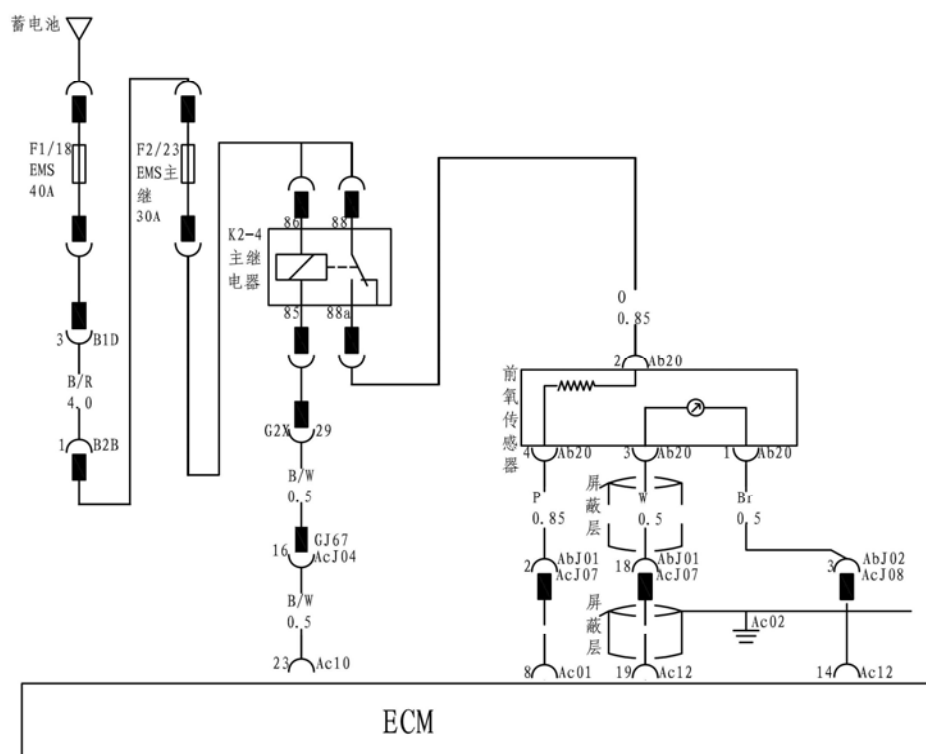 蓄电池
F1/18
EMS
40A
F2/23
EMS主
继
30A
86
88
K2-4
主继
电器
85
88a
3
B1D
B/R
4.0
1
B2B
G2X
29
B/W
0.5
16
GJ67
AcJ04
B/W
0.5
23
Ac10
O
0.85
2
Ab20
前氧传感器
4
Ab20
3
Ab20
1
Ab20
P
0.85
屏蔽层
W
0.5
Br
0.5
2
AbJ01
AcJ07
18
AbJ01
AcJ07
3
AbJ02
AcJ08
屏蔽层
Ac02
8
Ac01
19
Ac12
14
Ac12
ECM